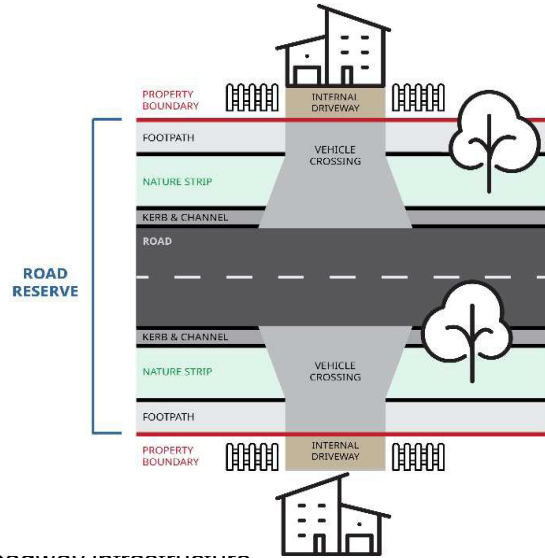 PROPERTY
BOUNDARY
INTERNAL
DRIVEWAY
FOOTPATH
VEHICLE
CROSSING
NATURE STRIP
KERB & CHANNEL
ROAD
ROAD
RESERVE
KERB & CHANNEL
NATURE STRIP
VEHICLE
CROSSING
FOOTPATH
PROPERTY
BOUNDARY
INTERNAL
DRIVEWAY